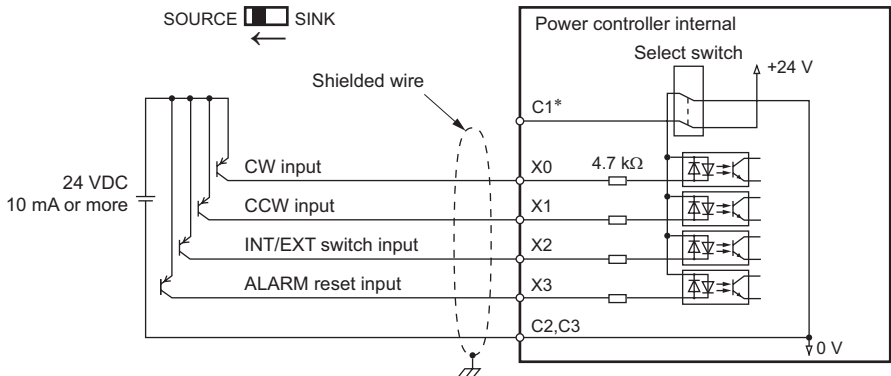 SOURCE SINK
Power controller internal
Select switch
+24 V
Shielded wire
C1*
CW input
X0
4.7 kΩ
24 VDC
10 mA or more
CCW input
X1
INT/EXT switch input
X2
ALARM reset input
X3
C2,C3
0 V